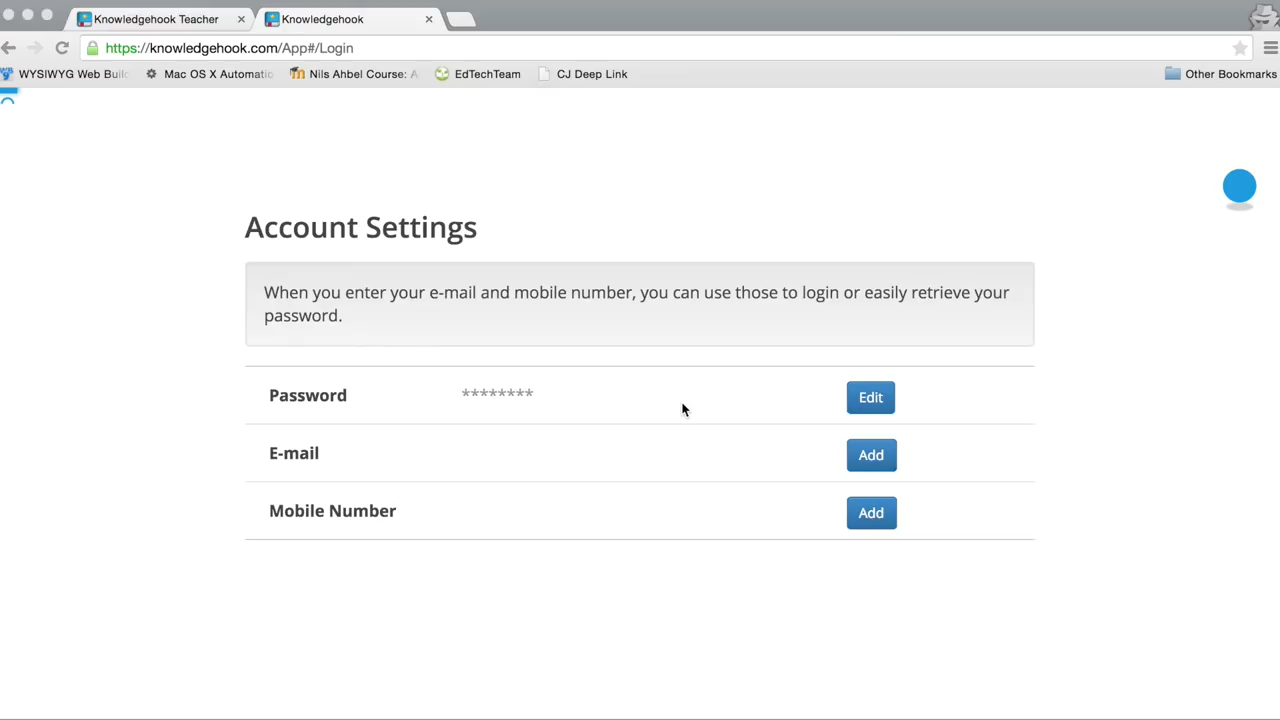 Knowledgehook Teacher
Knowledgehook
https://knowledgehook.com/App#/Login
WYSIWYG Web Buil
Mac OS X Automatio
Nils Ahbel Course: A
EdTechTeam
CJ Deep Link
Other Bookmarks
Account Settings
When you enter your e-mail and mobile number, you can use those to login or easily retrieve your
password.
Password ******** Edit
E-mail Add
Mobile Number Add